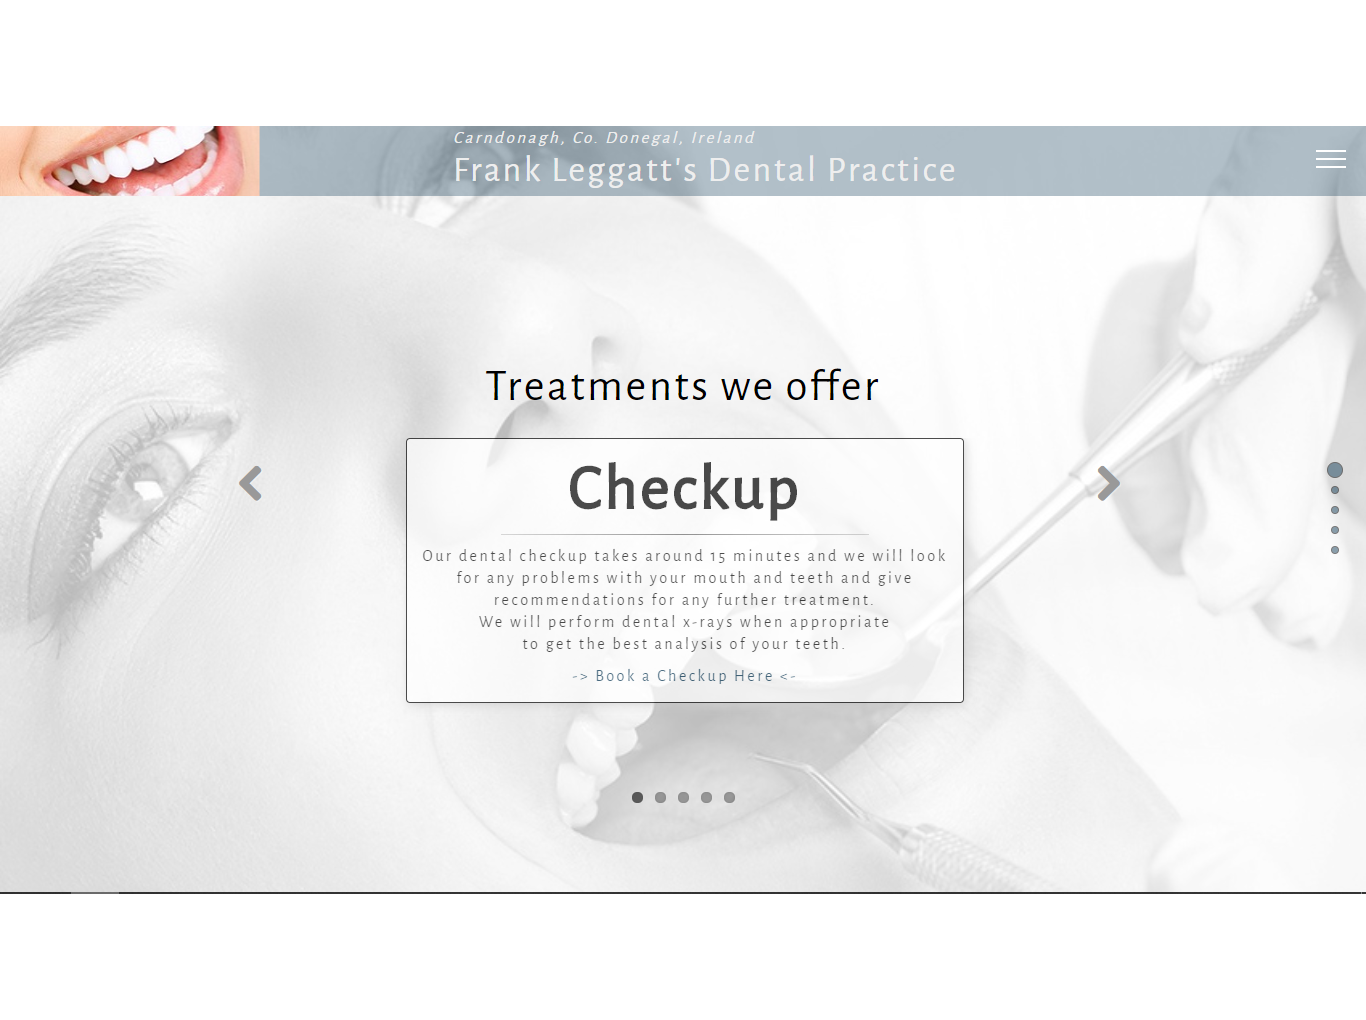 Carndonagh, Co. Donegal, Ireland
Frank Leggatt's Dental Practice
Treatments we offer
Checkup
Our dental checkup takes around 15 minutes and we will look
for any problems with your mouth and teeth and give
recommendations for any further treatment.
We will perform dental x-rays when appropriate
to get the best analysis of your teeth.
-> Book a Checkup Here <-